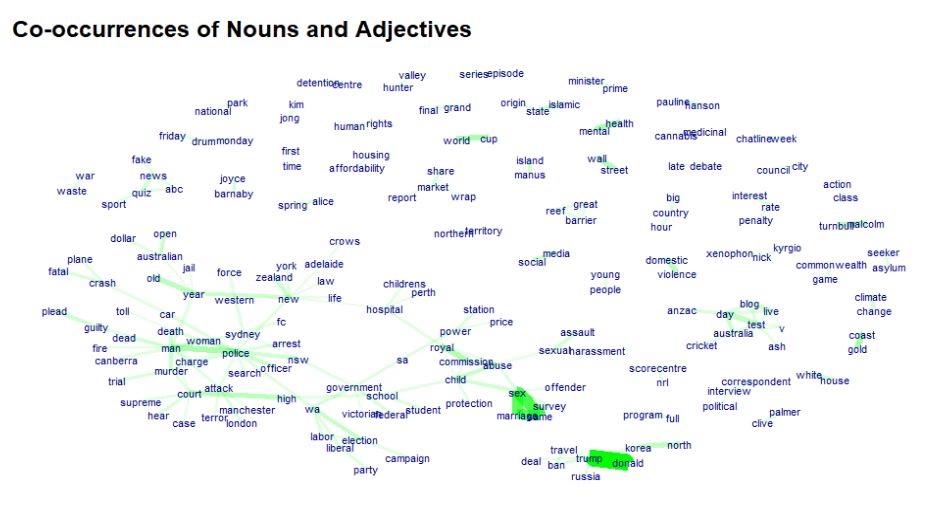 Co-occurrences of Nouns and Adjectives
valley series episode
detention centre hunter minister prime
park kim final grand origin state islamic pauline hanson
national jong human rights mental health
friday drum monday world cup cannabis medicinal chatline week
fake first housing island wall late debate council city
war news time affordability share manus street
waste quiz abc joyce barnaby market big interest action
sport spring alice report wrap reef great country rate class
barrier hour penalty turnbull malcolm
dollar open crows northern territory
plane australian york adelaide social media domestic xenophon nick kyrgio seeker
fatal crash old jail force zealand law childrens young violence commonwealth asylum
year western new life perth people game
plead toll car hospital station anzac day blog live climate
guilty death sydney fc power price test v change
dead man woman police arrest royal assault australia coast
fire charge nsw sa commission sexual harassment cricket ash gold
canberra murder search officer abuse scorecentre
trial court attack government child sex offender nrl correspondent white house
supreme manchester high school protection survey interview
hear terror london wa victorian federal student marriage same political palmer
case labor election program full clive
liberal campaign travel korea north
party deal ban trump donald
russia